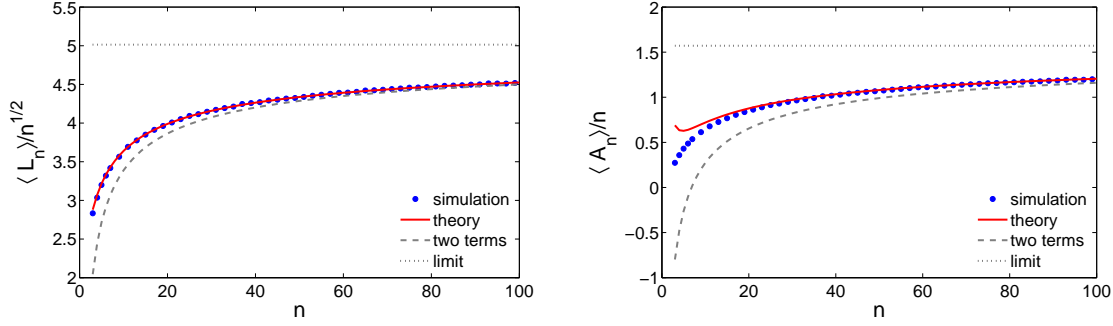 5.5
5
4.5
4
3.5
3
2.5
2
0 20 40 60 80 100
n
⟨ L_n⟩/n^{1/2}
simulation
theory
two terms
limit
2
1.5
1
0.5
0
−0.5
−1
0 20 40 60 80 100
n
⟨ A_n⟩/n
simulation
theory
two terms
limit